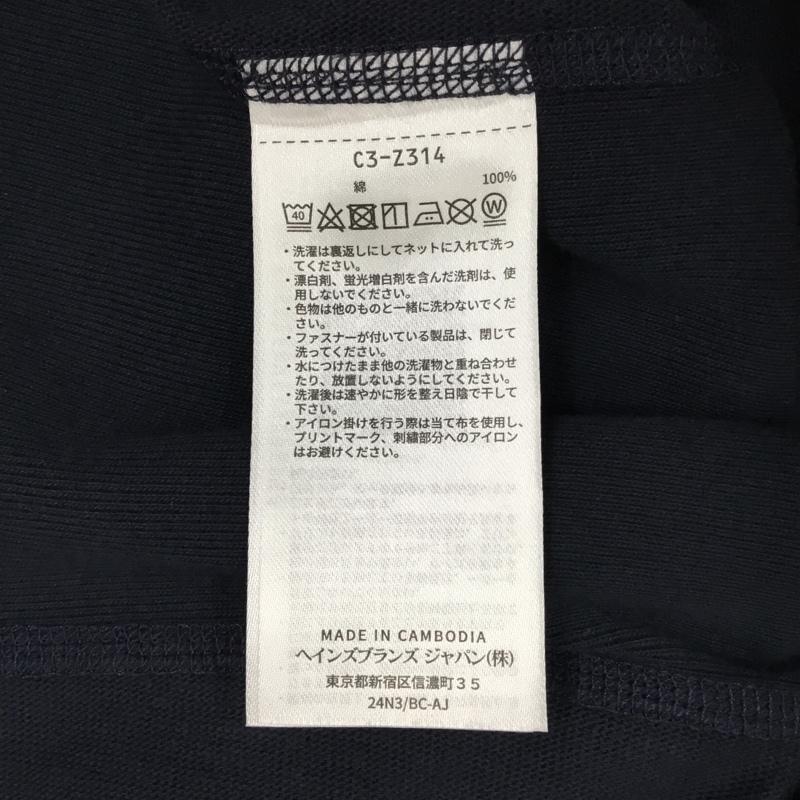 C3-Z314
綿 100%
40 W
・洗濯は裏返しにしてネットに入れて洗っ
てください。
・漂白剤、蛍光増白剤を含んだ洗剤は、使
用しないでください。
・色物は他のものと一緒に洗わないでくだ
さい。
・ファスナーが付いている製品は、閉じて
洗ってください。
・水につけたまま他の洗濯物と重ね合わせ
たり、放置しないようにしてください。
・洗濯後は速やかに形を整え日陰で干して
下さい。
・アイロン掛けを行う際は当て布を使用し、
プリントマーク、刺繍部分へのアイロン
はお避けください。
MADE IN CAMBODIA
ヘインズブランズ ジャパン(株)
東京都新宿区信濃町35
24N3/BC-AJ